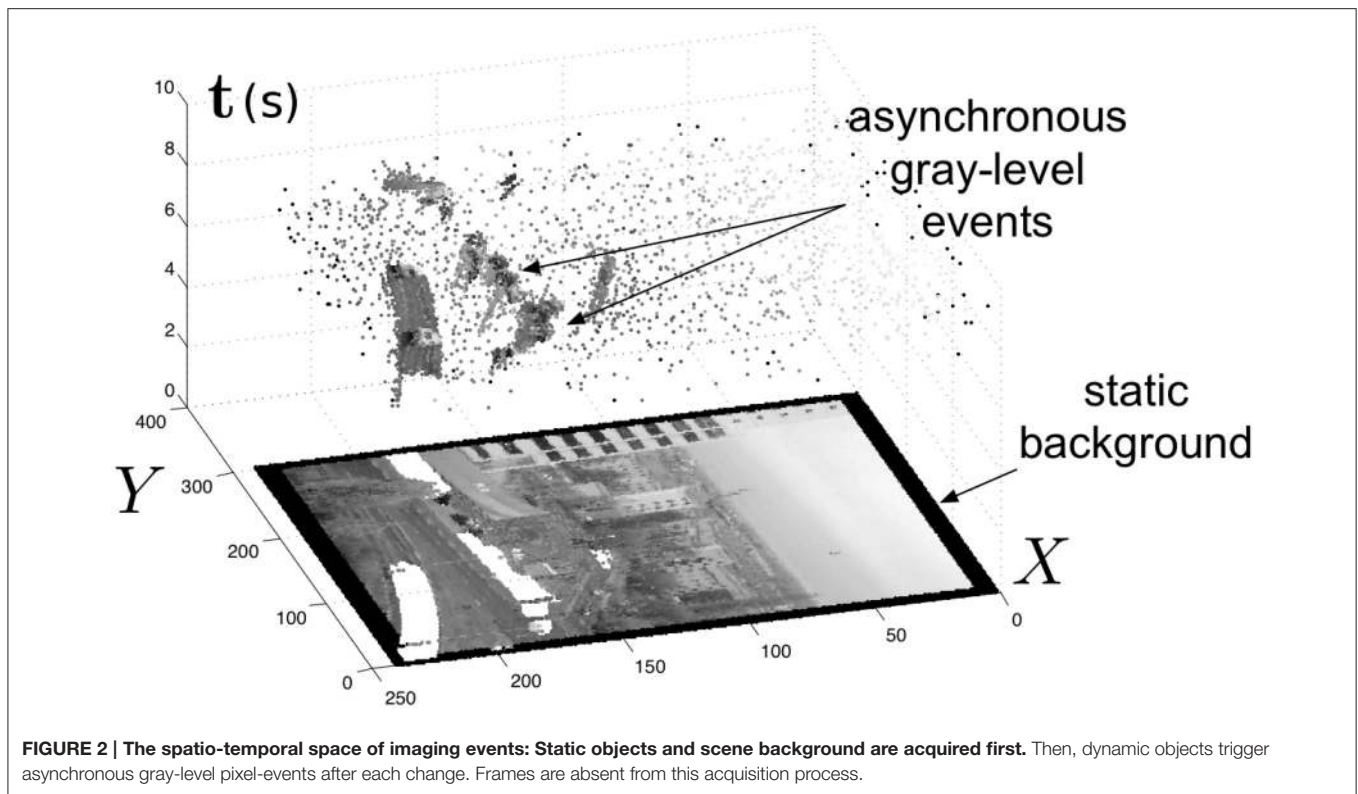 t (s)
10
8
6
4
2
0
asynchronous
gray-level
events
static
background
Y
400
300
200
100
0
X
250
200
150
100
50
0
FIGURE 2 | The spatio-temporal space of imaging events: Static objects and scene background are acquired first. Then, dynamic objects trigger
asynchronous gray-level pixel-events after each change. Frames are absent from this acquisition process.